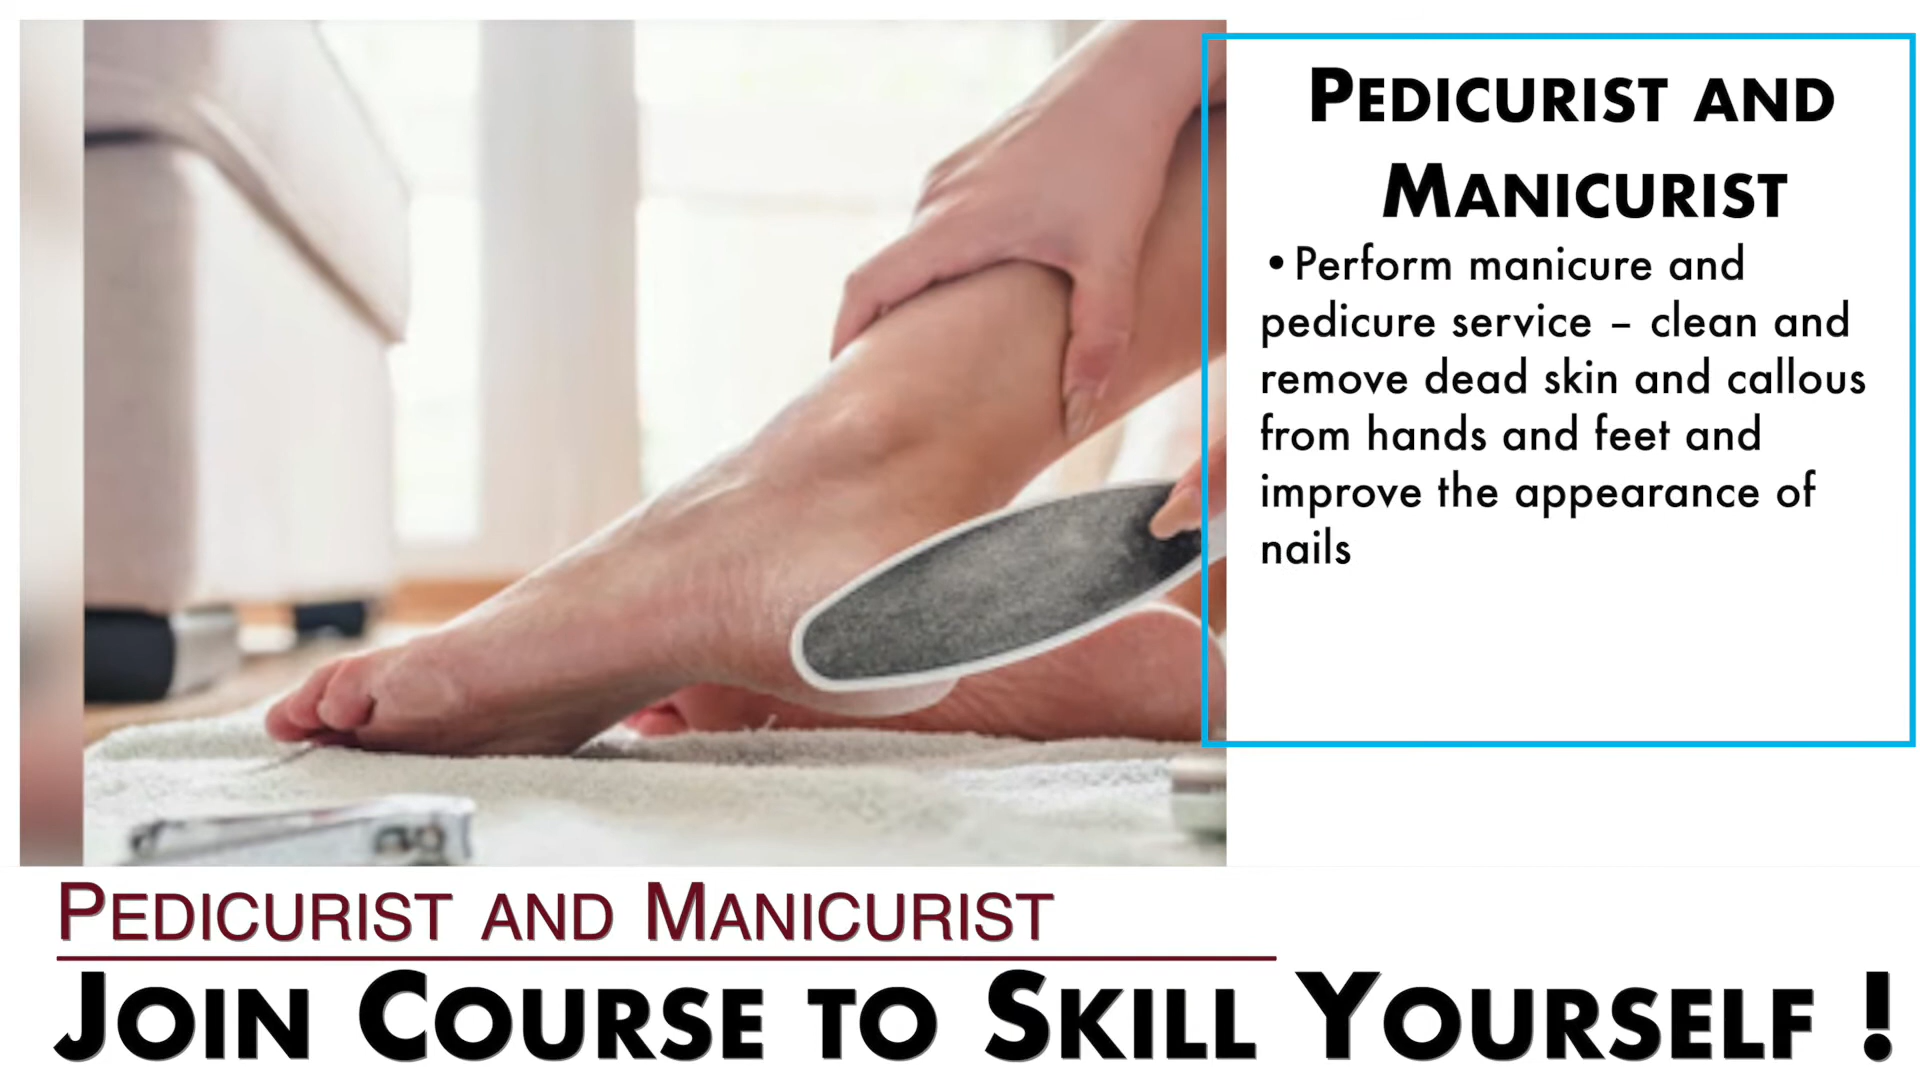 PEDICURIST AND
MANICURIST
•Perform manicure and
pedicure service – clean and
remove dead skin and callous
from hands and feet and
improve the appearance of
nails
PEDICURIST AND MANICURIST
JOIN COURSE TO SKILL YOURSELF !